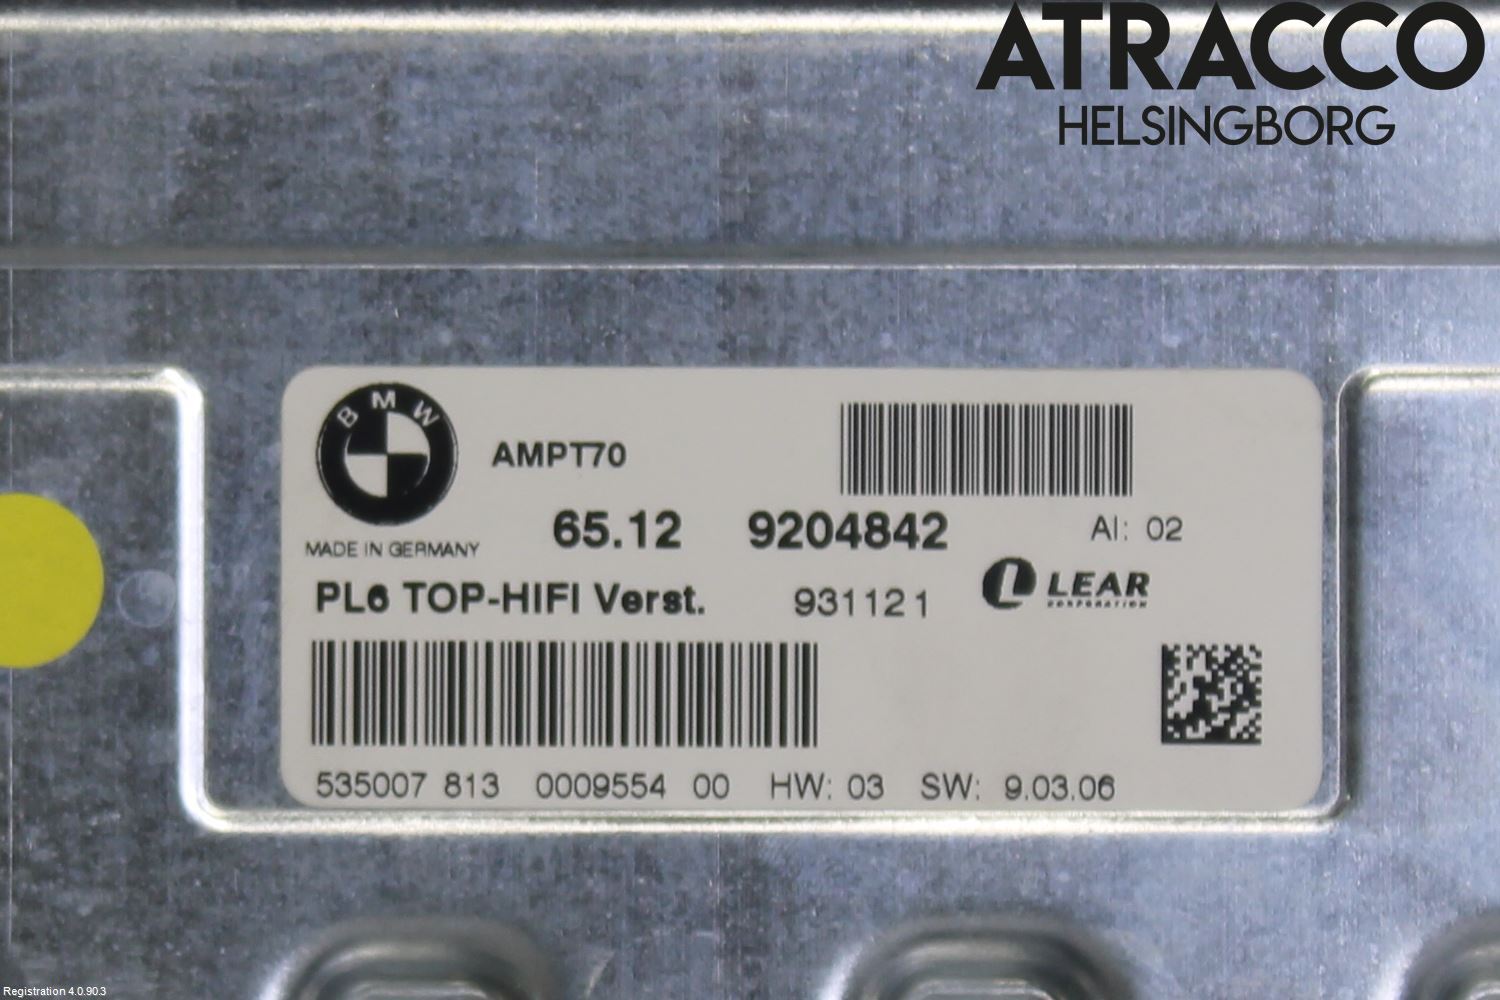 ATRACCO
HELSINGBORG
BMW
AMPT70
65.12 9204842 AI: 02
MADE IN GERMANY
PL6 TOP-HIFI Verst. 931121 LEAR
CORPORATION
535007 813 0009554 00 HW: 03 SW: 9.03.06
Registration 4.0.90.3